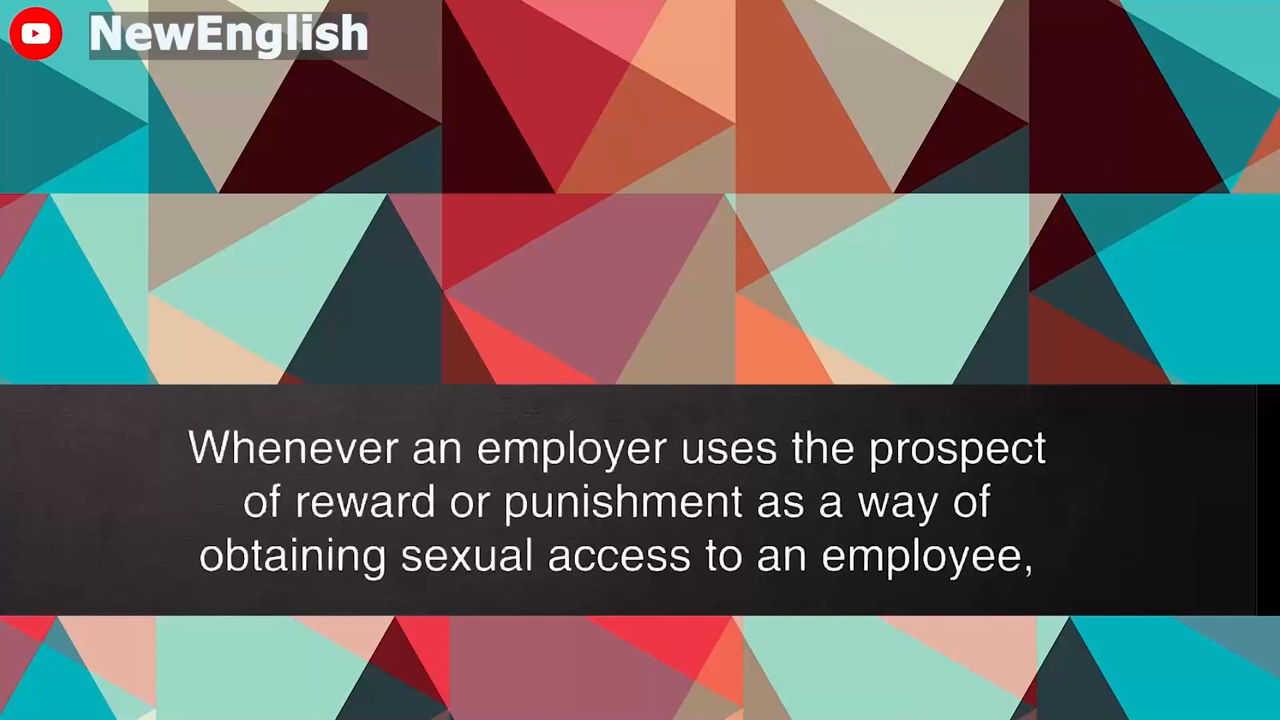 NewEnglish
Whenever an employer uses the prospect
of reward or punishment as a way of
obtaining sexual access to an employee,